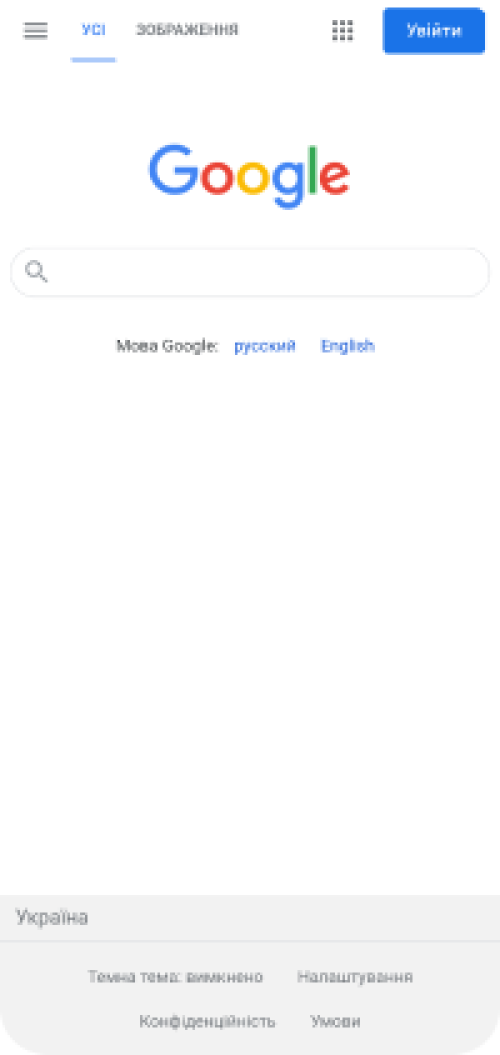 УСІ ЗОБРАЖЕННЯ Увійти
Google
Мова Google: русский English
Україна
Темна тема: вимкнено Налаштування
Конфіденційність Умови